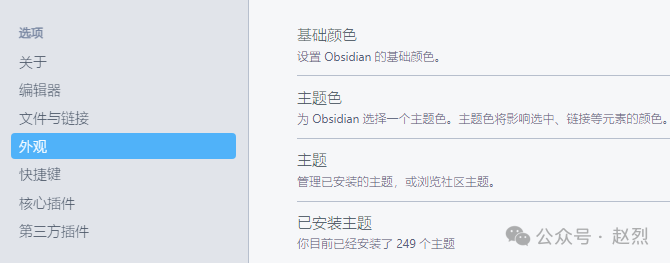 选项
关于
编辑器
文件与链接
外观
快捷键
核心插件
第三方插件
基础颜色
设置 Obsidian 的基础颜色。
主题色
为 Obsidian 选择一个主题色。主题色将影响选中、链接等元素的颜色。
主题
管理已安装的主题，或浏览社区主题。
已安装主题
你目前已经安装了 249 个主题
公众号 · 赵烈